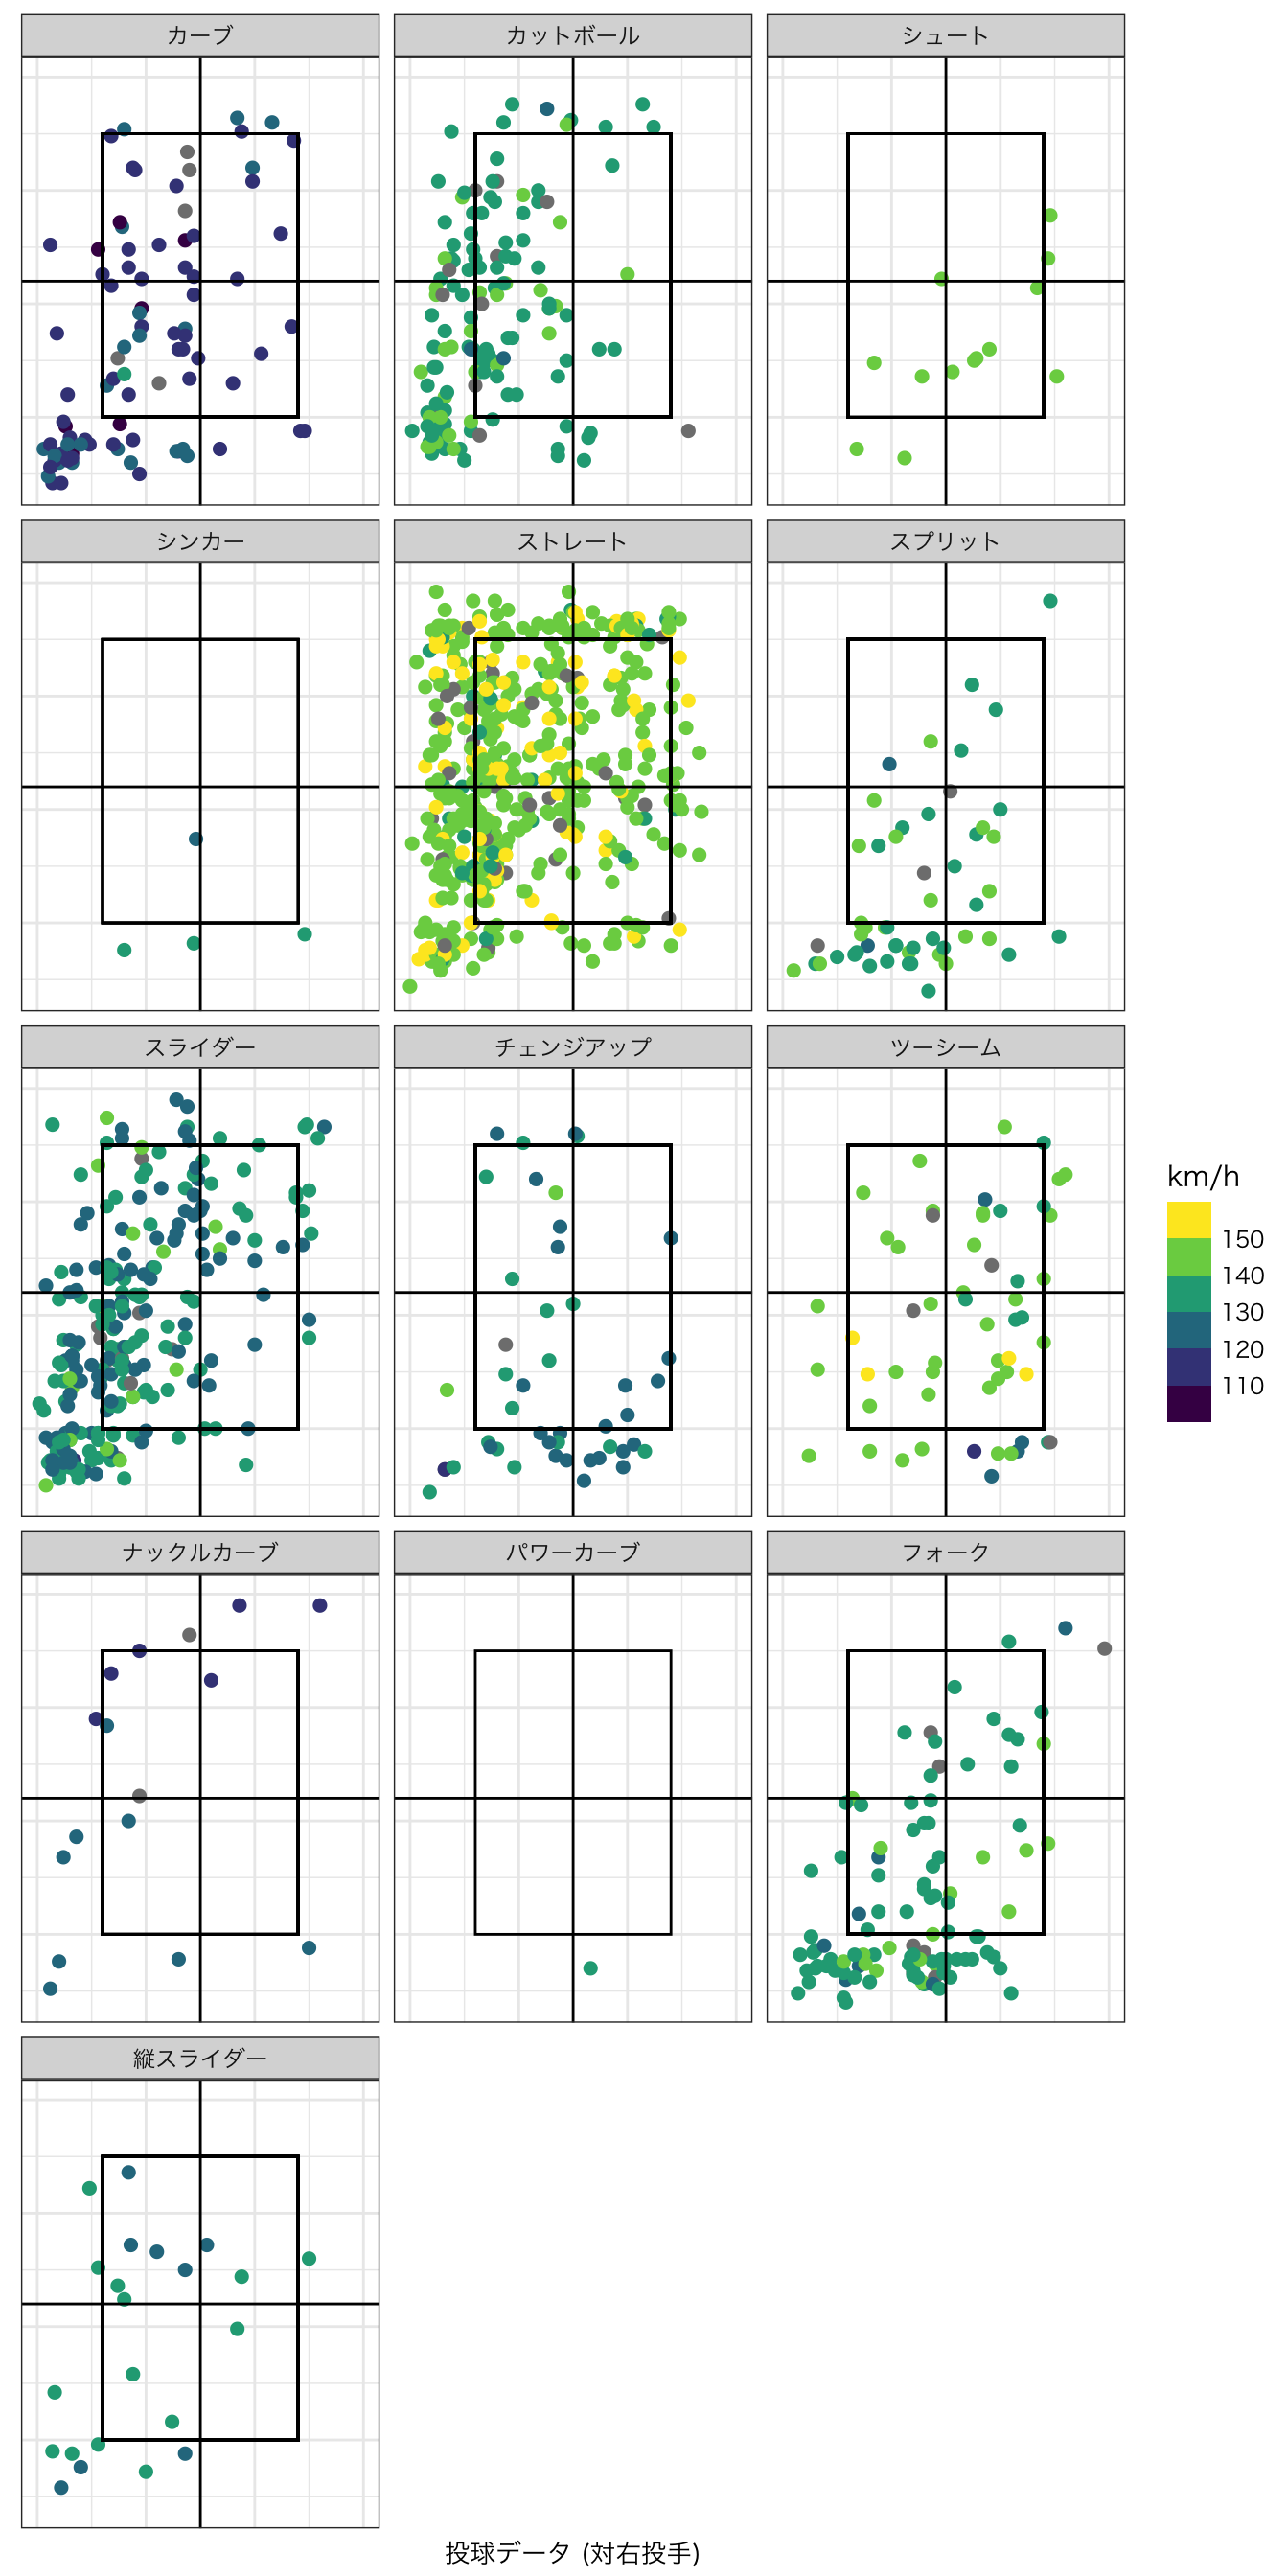 カーブ
カットボール
シュート
シンカー
ストレート
スプリット
スライダー
チェンジアップ
ツーシーム
km/h
150
140
130
120
110
ナックルカーブ
パワーカーブ
フォーク
縦スライダー
投球データ (対右投手)